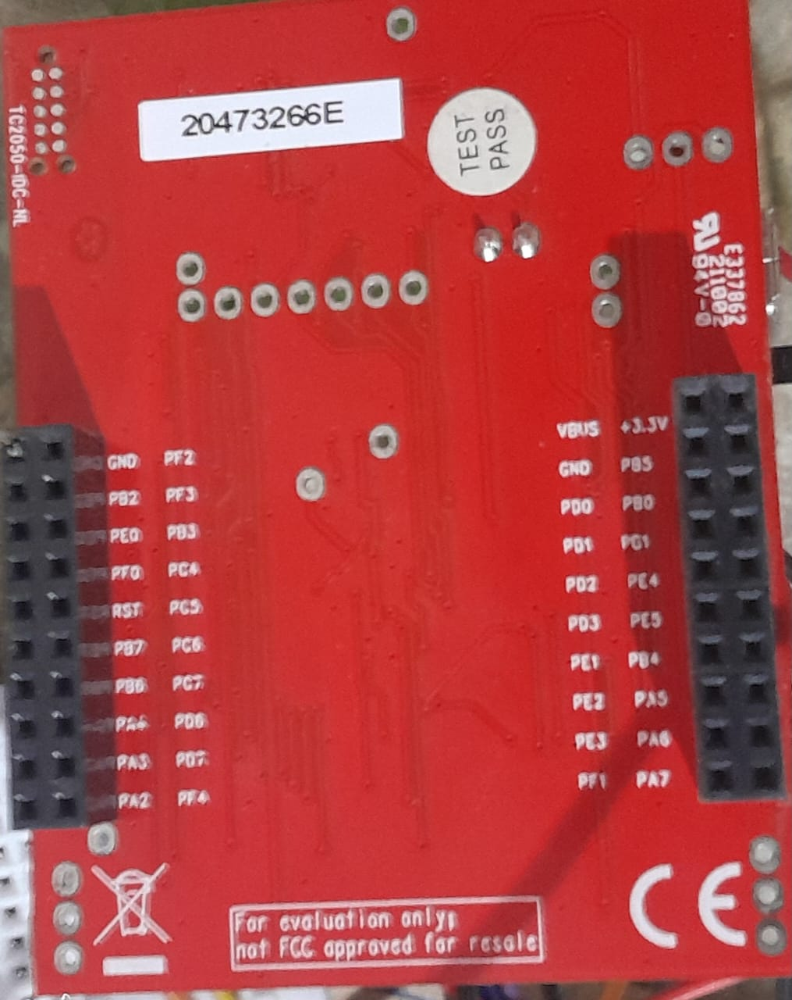 20473266E
TEST
PASS
TC2050-IDC-NL
E337862
211002
94V-0
VBUS +3.3V
GND PB5
PD0 PB0
PD1 PG1
PD2 PE4
PD3 PE5
PE1 PB4
PE2 PA5
PE3 PA6
PF1 PA7
GND PF2
PB2 PF3
PE0 PB3
PF0 PC4
RST PC5
PB7 PC6
PB6 PC7
PA4 PD6
PA3 PD7
PA2 PF4
For evaluation only;
not FCC approved for resale
CE